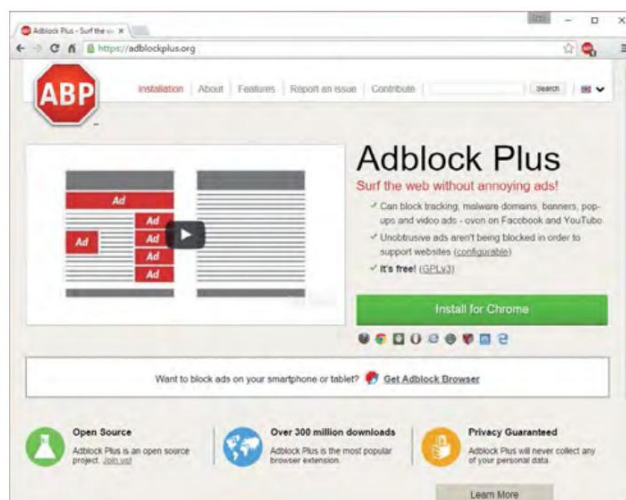 Adblock Plus - Surf the
https://adblockplus.org
ABP
Installation About Features Report an issue Contribute Search
Adblock Plus
Surf the web without annoying ads!
Can block tracking, malware domains, banners, pop-
ups and video ads - even on Facebook and YouTube
Unobtrusive ads aren't being blocked in order to
support websites (configurable)
It's free! (GPLv3)
Ad
Ad
Ad
Ad
Ad
Ad
Install for Chrome
Want to block ads on your smartphone or tablet? Get Adblock Browser
Open Source
Adblock Plus is an open source
project. Join us!
Over 300 million downloads
Adblock Plus is the most popular
browser extension.
Privacy Guaranteed
Adblock Plus will never collect any
of your personal data.
Learn More